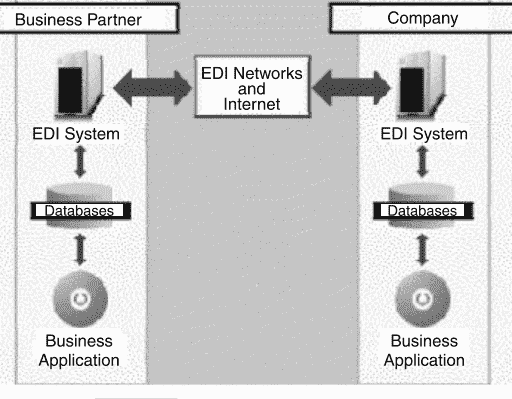 Business Partner
Company
EDI Networks
and
Internet
EDI System
EDI System
Databases
Databases
Business
Application
Business
Application